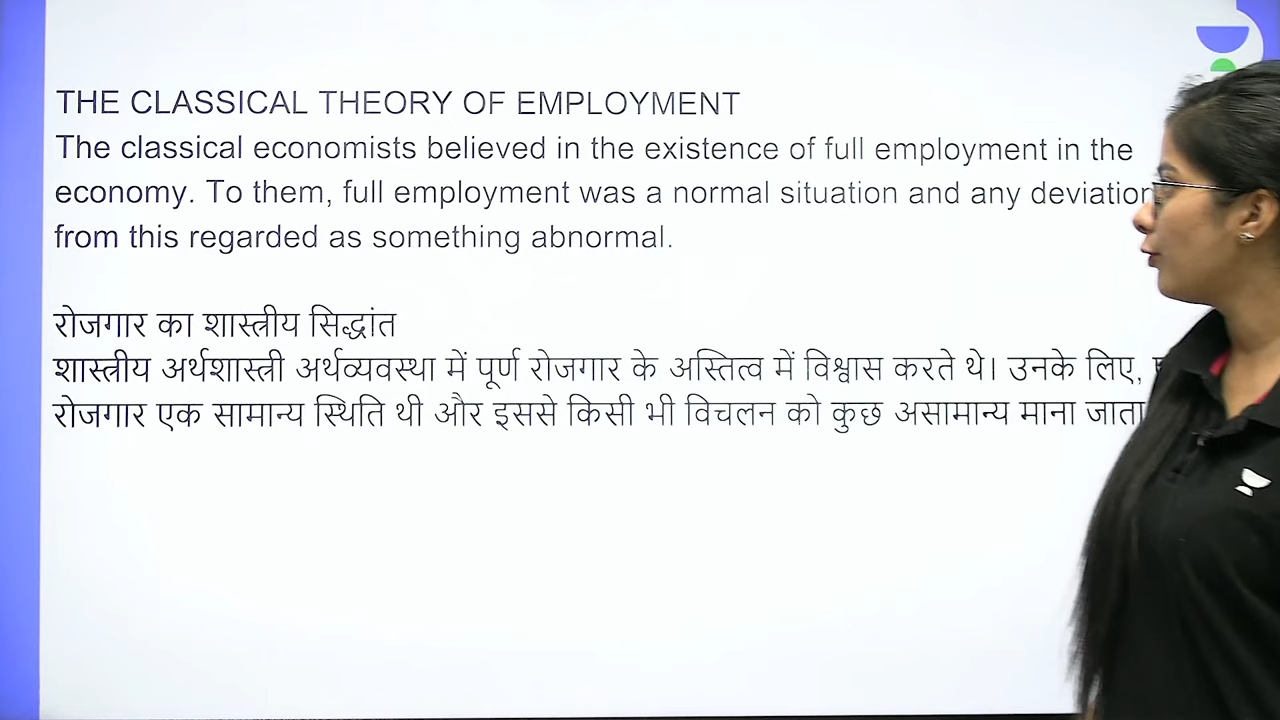 THE CLASSICAL THEORY OF EMPLOYMENT
The classical economists believed in the existence of full employment in the
economy. To them, full employment was a normal situation and any deviation
from this regarded as something abnormal.
रोजगार का शास्त्रीय सिद्धांत
शास्त्रीय अर्थशास्त्री अर्थव्यवस्था में पूर्ण रोजगार के अस्तित्व में विश्वास करते थे। उनके लिए,
रोजगार एक सामान्य स्थिति थी और इससे किसी भी विचलन को कुछ असामान्य माना जाता